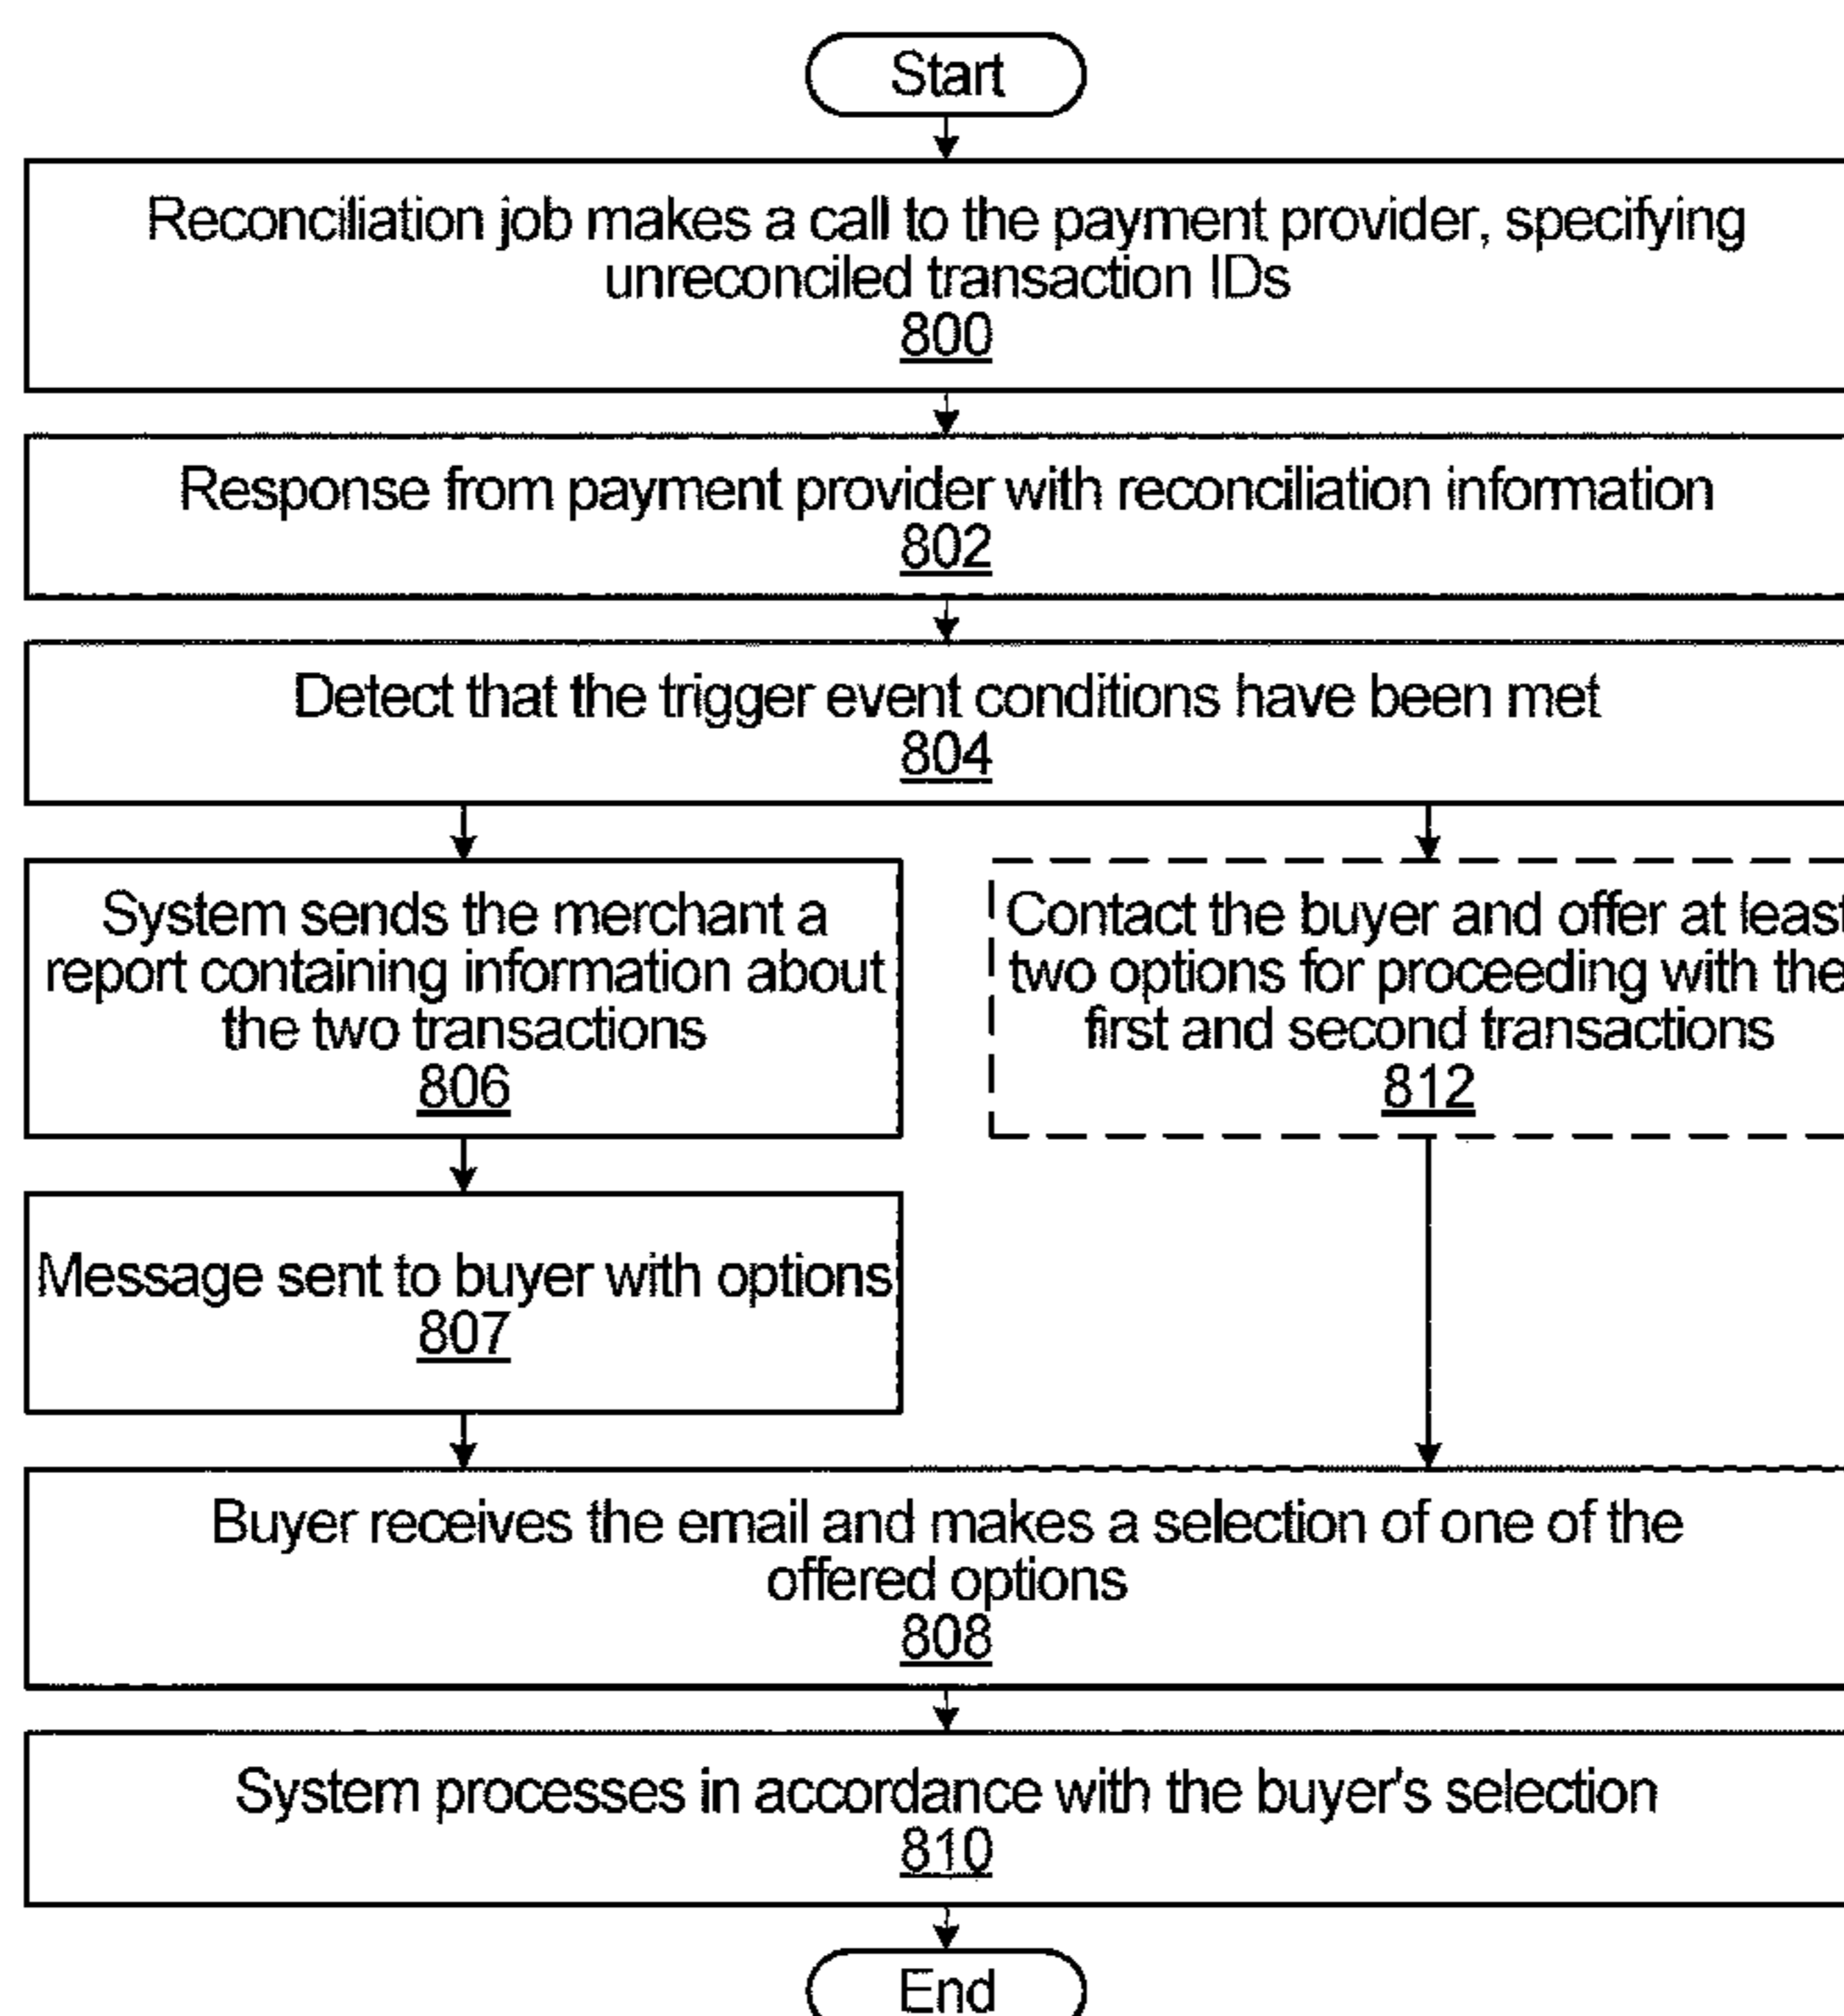 Start
Reconciliation job makes a call to the payment provider, specifying
unreconciled transaction IDs
800
Response from payment provider with reconciliation information
802
Detect that the trigger event conditions have been met
804
System sends the merchant a
report containing information about
the two transactions
806
Contact the buyer and offer at least
two options for proceeding with the
first and second transactions
812
Message sent to buyer with options
807
Buyer receives the email and makes a selection of one of the
offered options
808
System processes in accordance with the buyer's selection
810
End